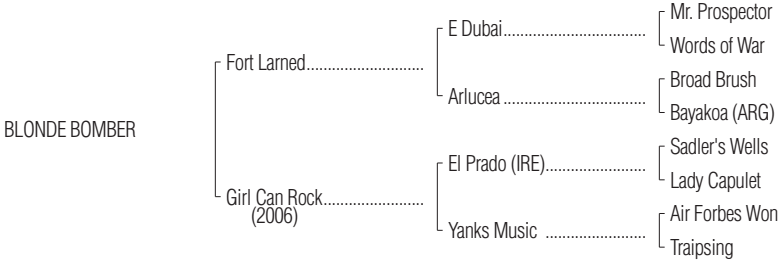 Mr. Prospector
E Dubai
Words of War
Fort Larned
Broad Brush
Arlucea
Bayakoa (ARG)
BLONDE BOMBER
Sadler's Wells
El Prado (IRE)
Lady Capulet
Girl Can Rock
(2006)
Air Forbes Won
Yanks Music
Traipsing